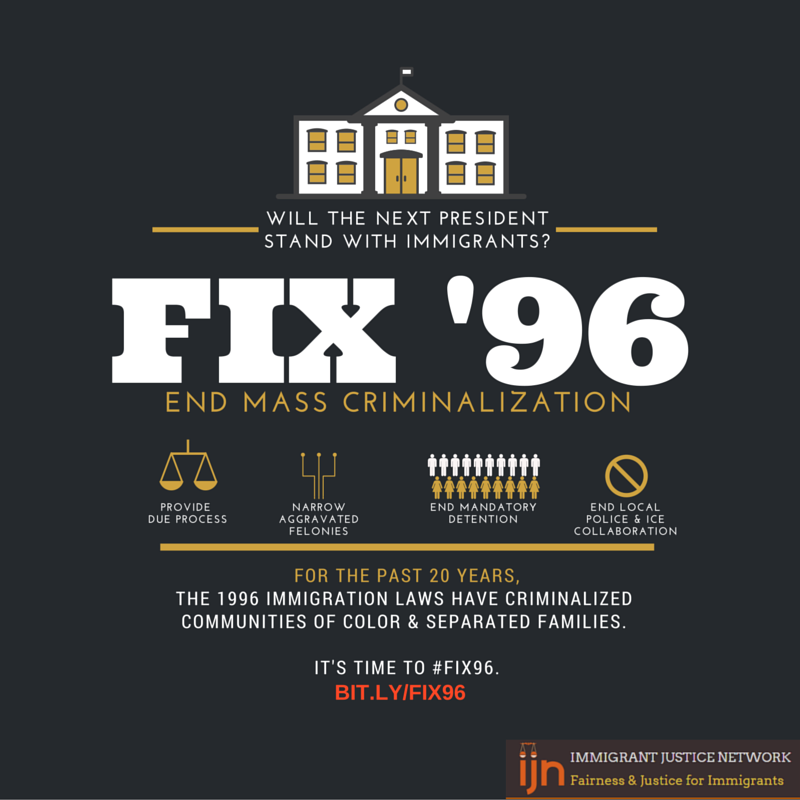 WILL THE NEXT PRESIDENT
STAND WITH IMMIGRANTS?
FIX '96
END MASS CRIMINALIZATION
PROVIDE
DUE PROCESS
NARROW
AGGRAVATED
FELONIES
END MANDATORY
DETENTION
END LOCAL
POLICE & ICE
COLLABORATION
FOR THE PAST 20 YEARS,
THE 1996 IMMIGRATION LAWS HAVE CRIMINALIZED
COMMUNITIES OF COLOR & SEPARATED FAMILIES.
IT'S TIME TO #FIX96.
BIT.LY/FIX96
ijn
IMMIGRANT JUSTICE NETWORK
Fairness & Justice for Immigrants